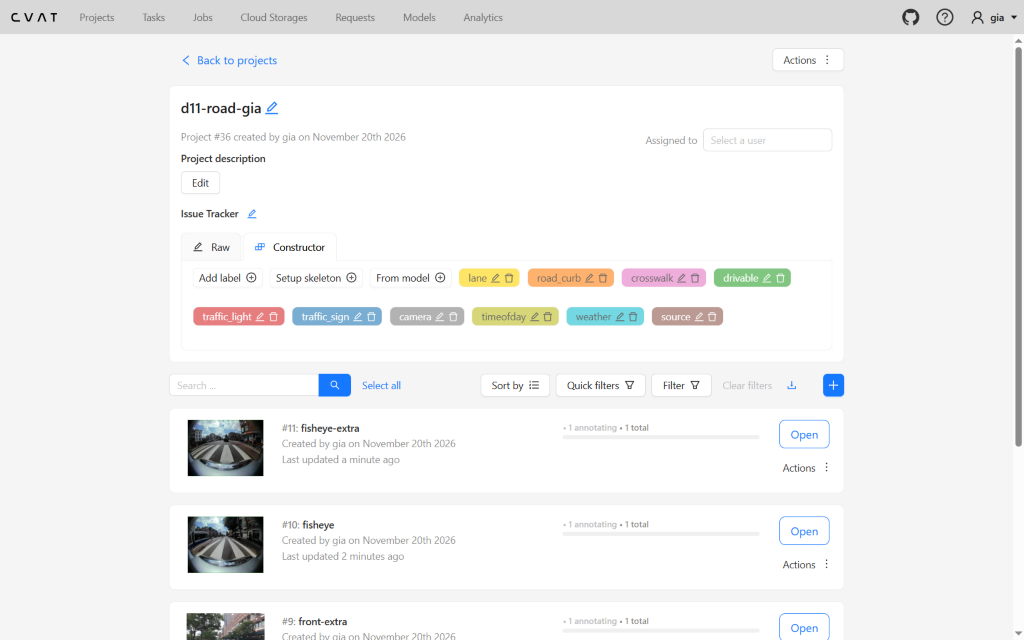 CVAT Projects Tasks Jobs Cloud Storages Requests Models Analytics gia
Back to projects Actions
d11-road-gia
Project #36 created by gia on November 20th 2026
Assigned to Select a user
Project description
Edit
Issue Tracker
Raw Constructor
Add label Setup skeleton From model lane road_curb crosswalk drivable
traffic_light traffic_sign camera timeofday weather source
Search ... Select all Sort by Quick filters Filter Clear filters
#11: fisheye-extra • 1 annotating • 1 total Open
Created by gia on November 20th 2026
Last updated a minute ago Actions
#10: fisheye • 1 annotating • 1 total Open
Created by gia on November 20th 2026
Last updated 2 minutes ago Actions
#9: front-extra • 1 annotating • 1 total Open
Created by gia on November 20th 2026